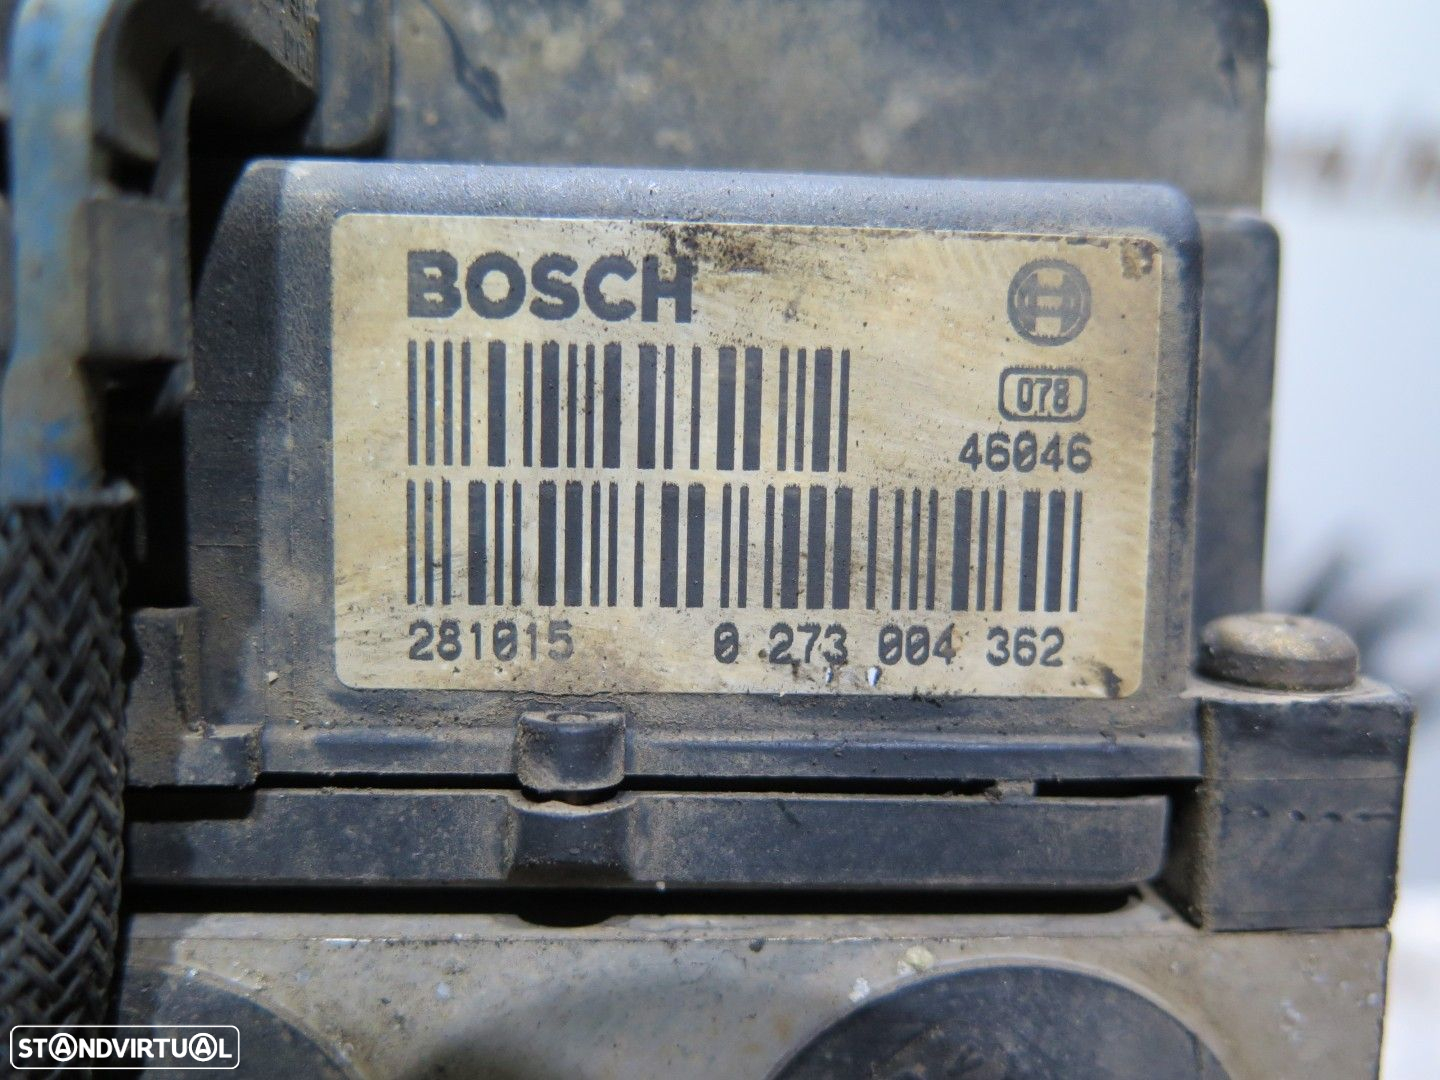 BOSCH
078
46046
281015 0 273 004 362
STANDVIRTUAL